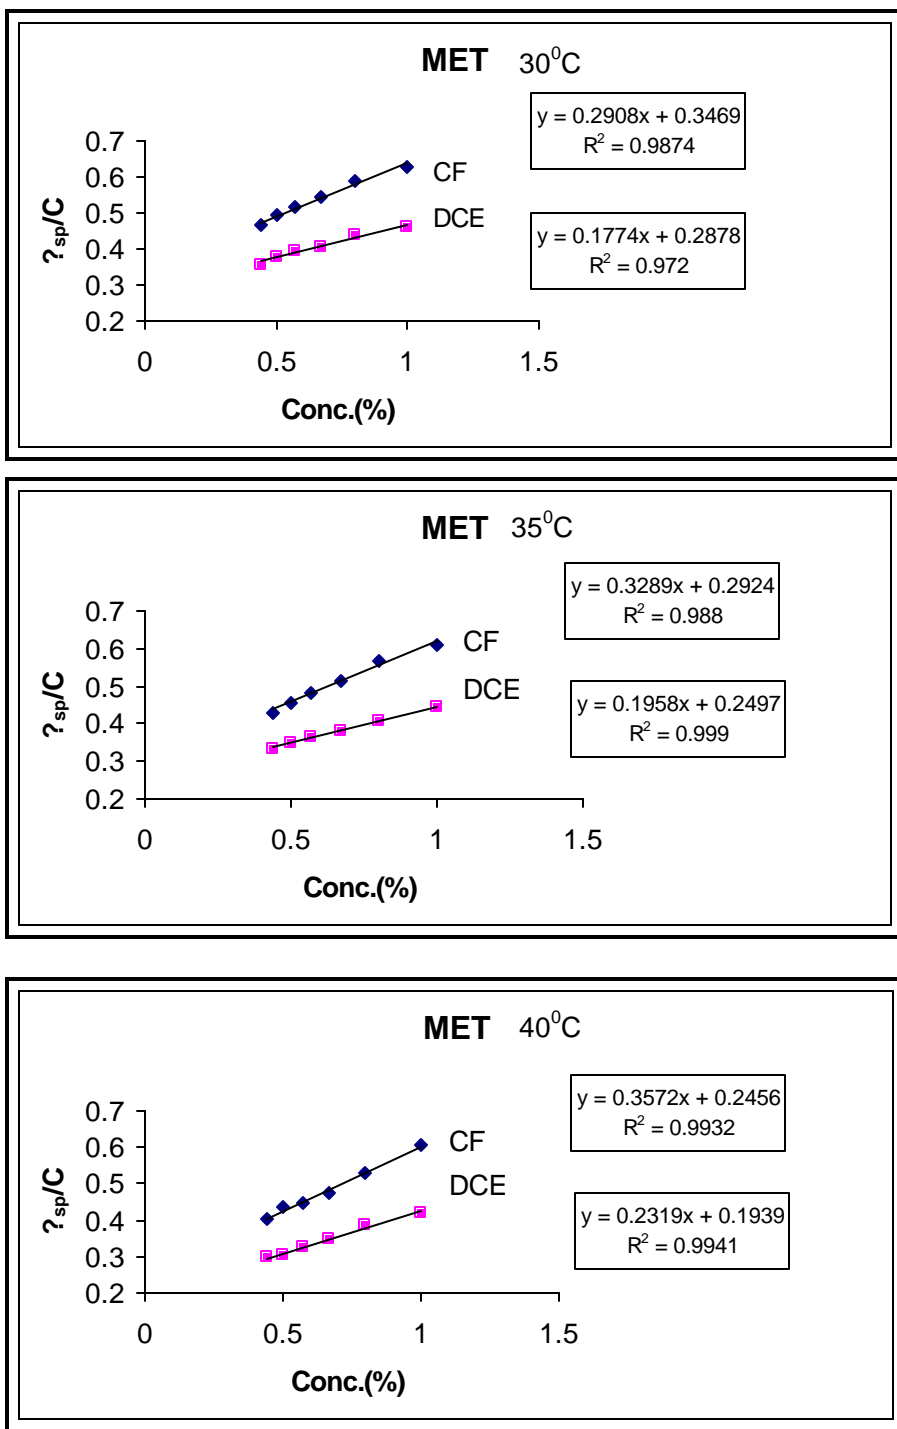 MET 30⁰C
y = 0.2908x + 0.3469
R² = 0.9874
0.7
0.6
0.5
0.4
0.3
0.2
?sp/C
CF
DCE
y = 0.1774x + 0.2878
R² = 0.972
0
0.5
1
1.5
Conc.(%)
MET 35⁰C
y = 0.3289x + 0.2924
R² = 0.988
0.7
0.6
0.5
0.4
0.3
0.2
?sp/C
CF
DCE
y = 0.1958x + 0.2497
R² = 0.999
0
0.5
1
1.5
Conc.(%)
MET 40⁰C
y = 0.3572x + 0.2456
R² = 0.9932
0.7
0.6
0.5
0.4
0.3
0.2
?sp/C
CF
DCE
y = 0.2319x + 0.1939
R² = 0.9941
0
0.5
1
1.5
Conc.(%)